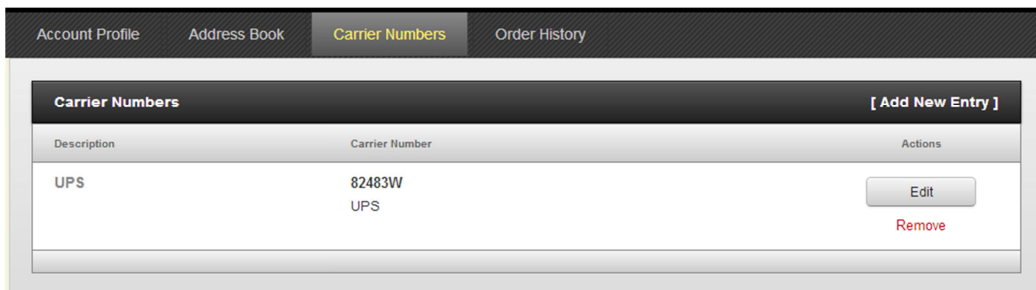 Account Profile Address Book Carrier Numbers Order History
Carrier Numbers [ Add New Entry ]
Description Carrier Number Actions
UPS 82483W Edit
UPS
Remove